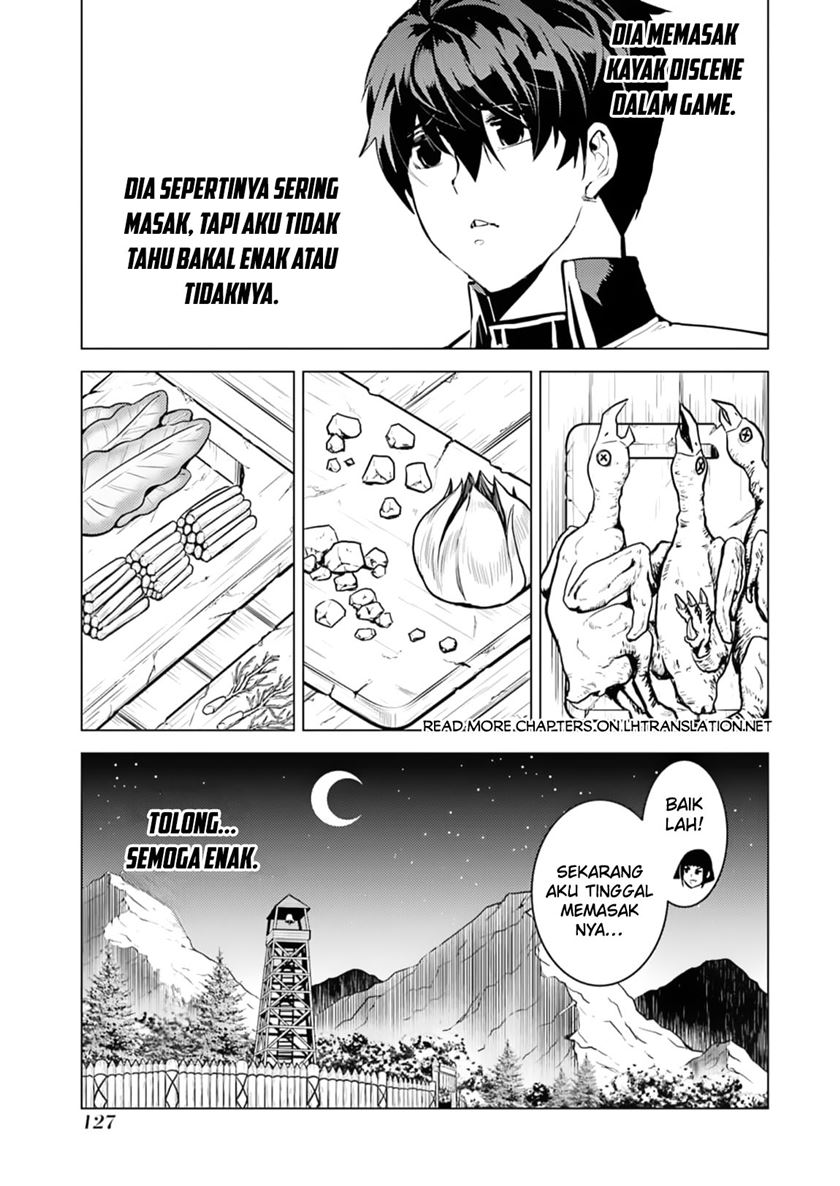 DIA MEMASAK
KAYAK DISCENE
DALAM GAME.
DIA SEPERTINYA SERING
MASAK, TAPI AKU TIDAK
TAHU BAKAL ENAK ATAU
TIDAKNYA.
READ MORE CHAPTERS ON LHTRANSLATION.NET
BAIK
LAH!
SEKARANG
AKU TINGGAL
MEMASAK
NYA...
TOLONG...
SEMOGA ENAK.
127